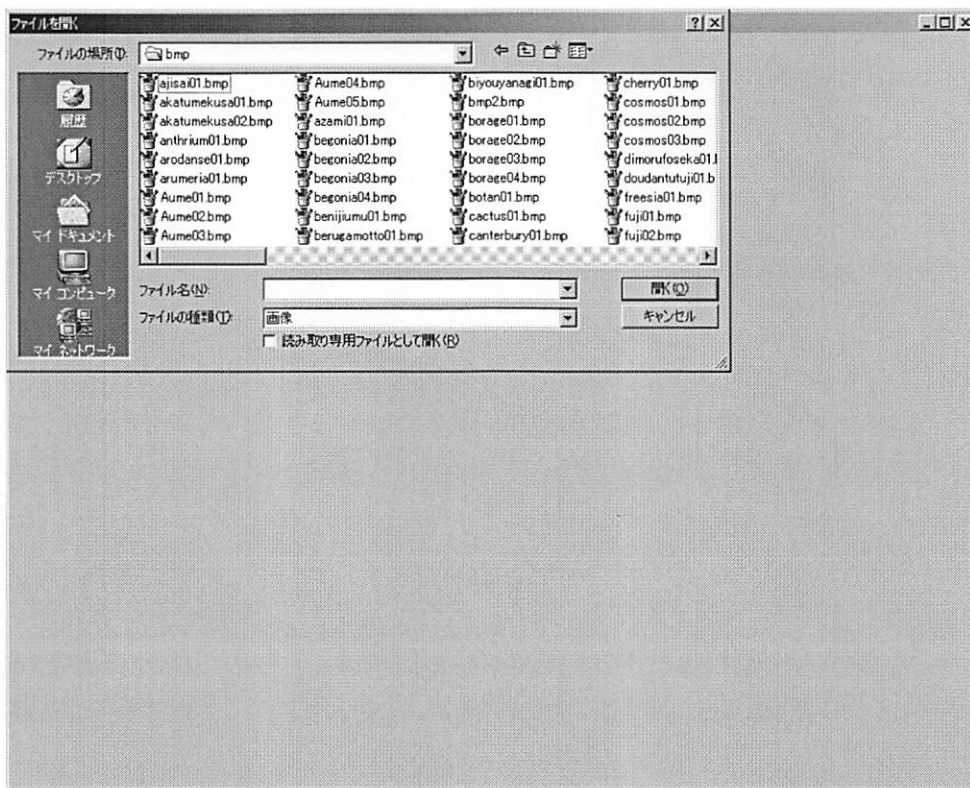 ファイルを開く
ファイルの場所(I):
bmp
履歴
デスクトップ
マイ ドキュメント
マイ コンピュータ
マイ ネットワーク
ajisai01.bmp
akatumekusa01.bmp
akatumekusa02.bmp
anthrium01.bmp
arodanse01.bmp
arumeria01.bmp
Aume01.bmp
Aume02.bmp
Aume03.bmp
Aume04.bmp
Aume05.bmp
azami01.bmp
begonia01.bmp
begonia02.bmp
begonia03.bmp
begonia04.bmp
benijiumu01.bmp
berugamotto01.bmp
biyouyanagi01.bmp
bmp2.bmp
borage01.bmp
borage02.bmp
borage03.bmp
borage04.bmp
botan01.bmp
cactus01.bmp
canterbury01.bmp
cherry01.bmp
cosmos01.bmp
cosmos02.bmp
cosmos03.bmp
dimorufoseka01.l
doudantutuji01.b
freesia01.bmp
fuji01.bmp
fuji02.bmp
ファイル名(N):
開く(O)
ファイルの種類(T):
画像
キャンセル
読み取り専用ファイルとして開く(R)